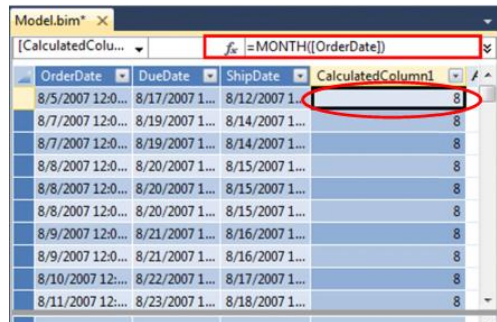 Model.bim* ×
[CalculatedColu... fx =MONTH([OrderDate])
OrderDate DueDate ShipDate CalculatedColumn1 A
8/5/2007 12:0... 8/17/2007 1... 8/12/2007 1... 8
8/7/2007 12:0... 8/19/2007 1... 8/14/2007 1... 8
8/7/2007 12:0... 8/19/2007 1... 8/14/2007 1... 8
8/8/2007 12:0... 8/20/2007 1... 8/15/2007 1... 8
8/8/2007 12:0... 8/20/2007 1... 8/15/2007 1... 8
8/8/2007 12:0... 8/20/2007 1... 8/15/2007 1... 8
8/9/2007 12:0... 8/21/2007 1... 8/16/2007 1... 8
8/9/2007 12:0... 8/21/2007 1... 8/16/2007 1... 8
8/10/2007 12:... 8/22/2007 1... 8/17/2007 1... 8
8/11/2007 12:... 8/23/2007 1... 8/18/2007 1... 8